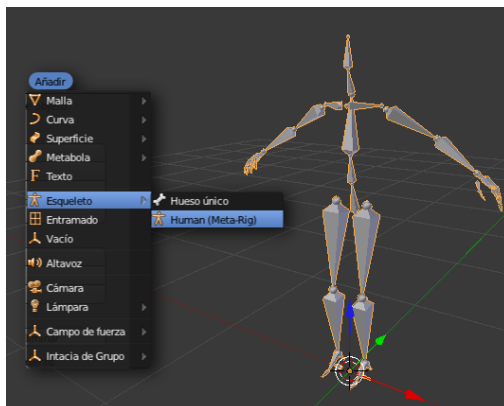 Añadir
Malla
Curva
Superficie
Metabola
Texto
Esqueleto
Hueso único
Entramado
Human (Meta-Rig)
Vacío
Altavoz
Cámara
Lámpara
Campo de fuerza
Intacia de Grupo